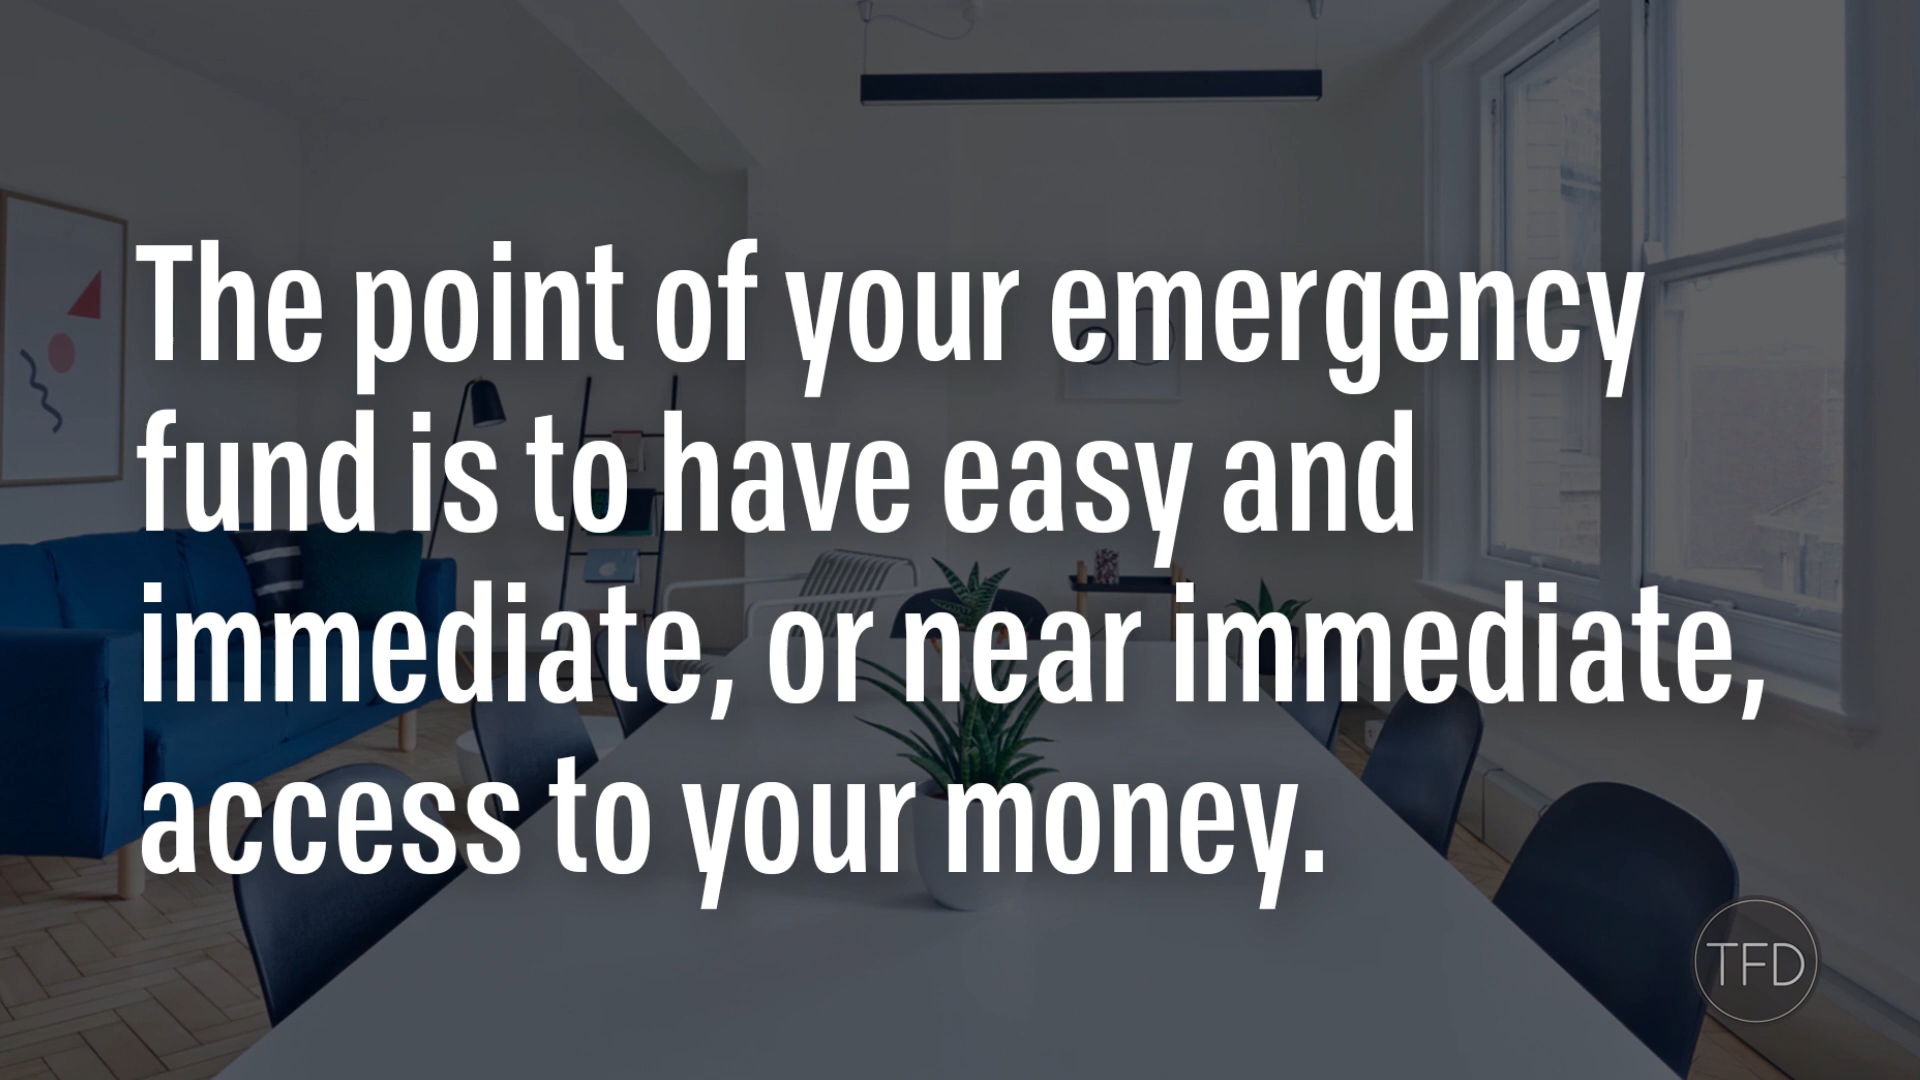 The point of your emergency
fund is to have easy and
immediate, or near immediate,
access to your money.
TFD